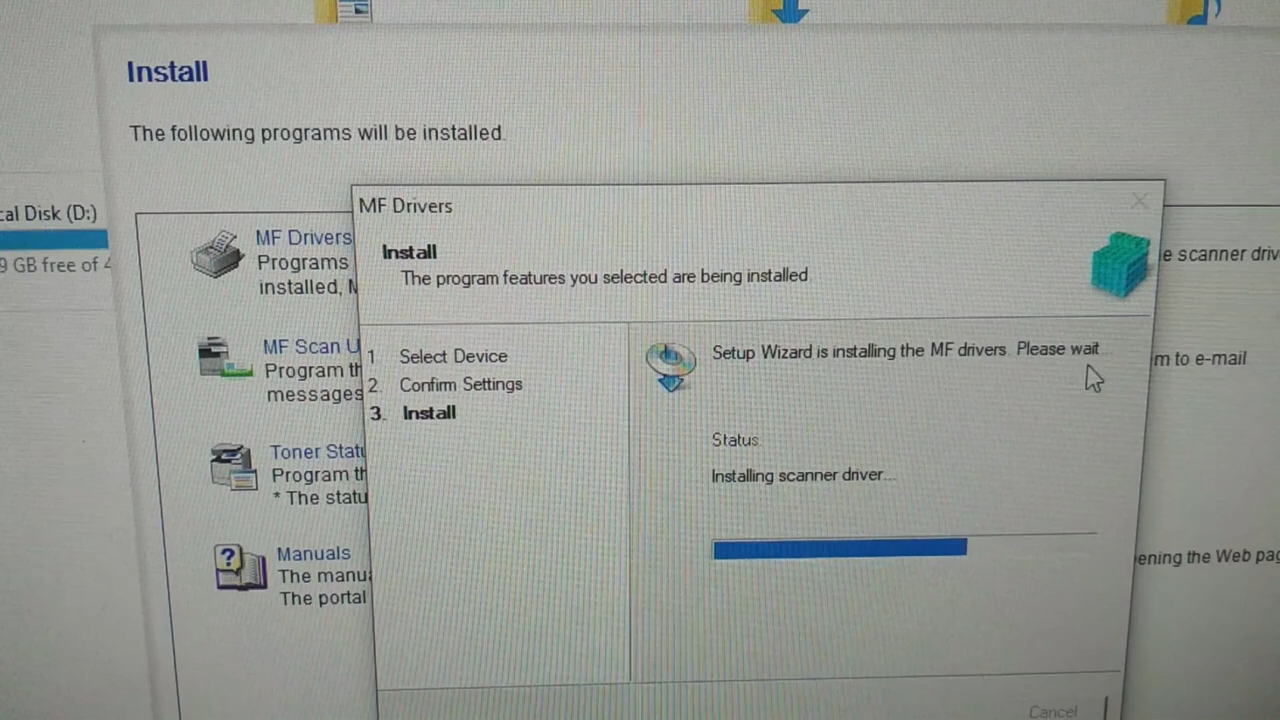 Install
The following programs will be installed.
cal Disk (D:)
9 GB free of 4
MF Drivers
Programs
installed, M
MF Scan U
Program th
messages
Toner Statu
Program th
* The statu
Manuals
The manua
The portal
MF Drivers
Install
The program features you selected are being installed.
1. Select Device
2. Confirm Settings
3. Install
Setup Wizard is installing the MF drivers. Please wait
Status:
Installing scanner driver...
Cancel
e scanner driv
m to e-mail
ening the Web pag
?